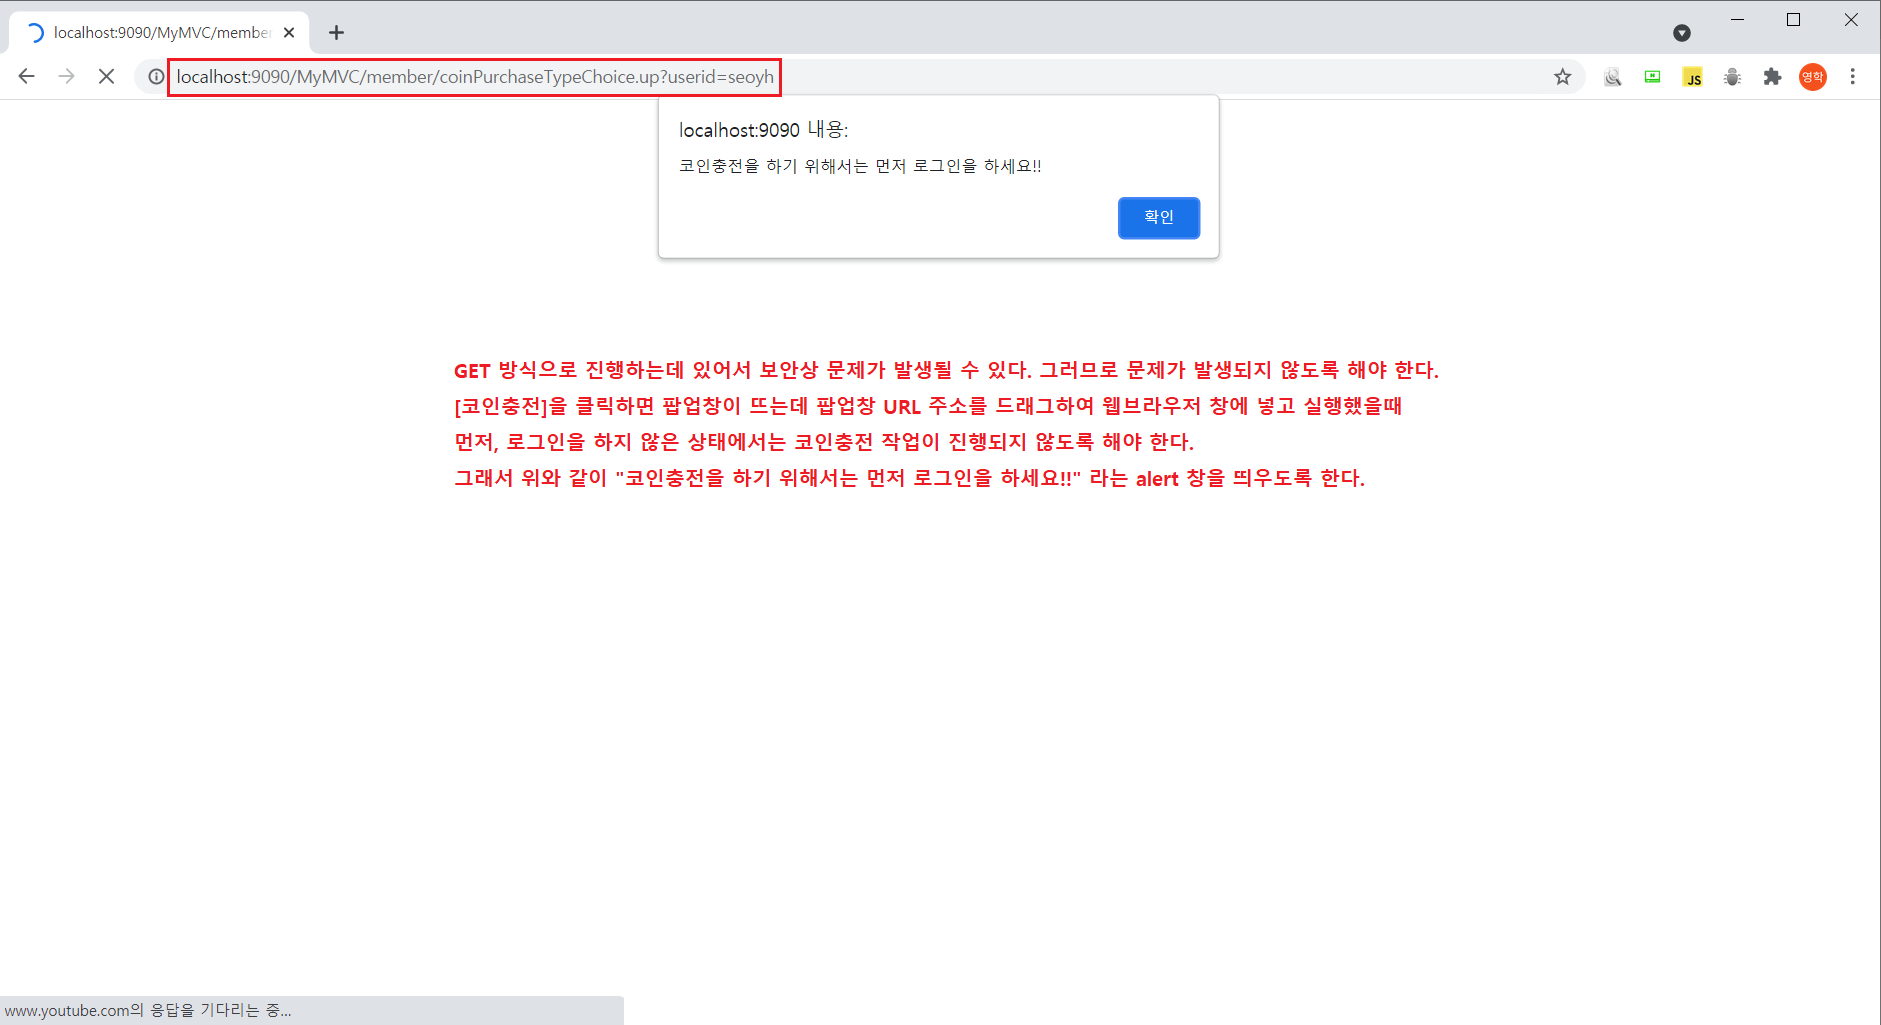 localhost:9090/MyMVC/membe
localhost:9090/MyMVC/member/coinPurchaseTypeChoice.up?userid=seoyh
JS
영학
localhost:9090 내용:
코인충전을 하기 위해서는 먼저 로그인을 하세요!!
확인
GET 방식으로 진행하는데 있어서 보안상 문제가 발생될 수 있다. 그러므로 문제가 발생되지 않도록 해야 한다.
[코인충전]을 클릭하면 팝업창이 뜨는데 팝업창 URL 주소를 드래그하여 웹브라우저 창에 넣고 실행했을때
먼저, 로그인을 하지 않은 상태에서는 코인충전 작업이 진행되지 않도록 해야 한다.
그래서 위와 같이 "코인충전을 하기 위해서는 먼저 로그인을 하세요!!" 라는 alert 창을 띄우도록 한다.
www.youtube.com의 응답을 기다리는 중...